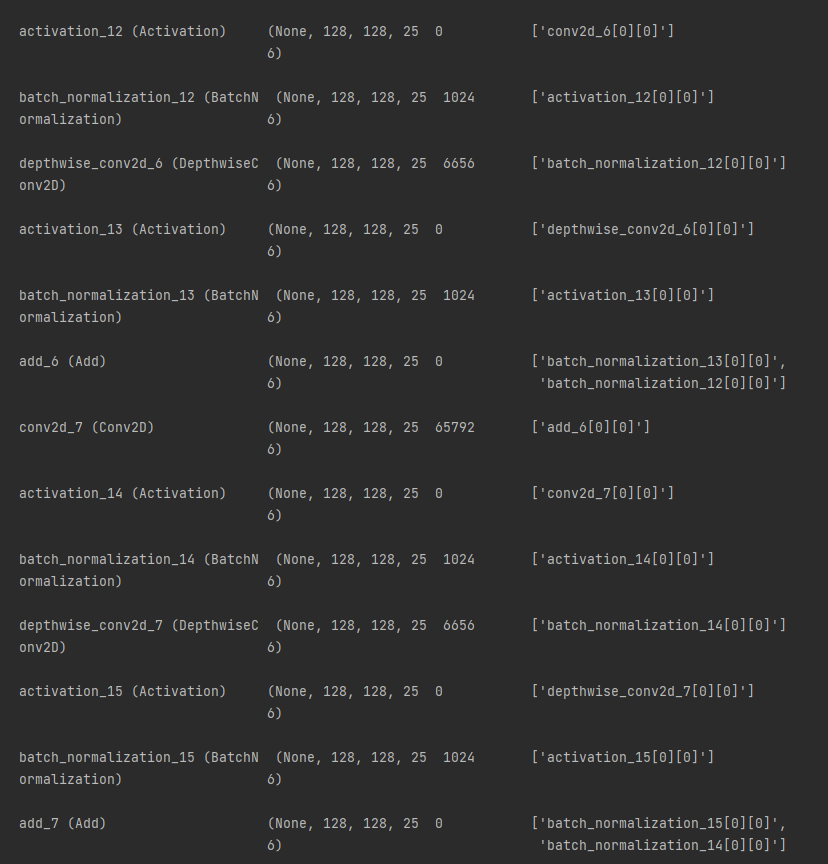 activation_12 (Activation)     (None, 128, 128, 25  0           ['conv2d_6[0][0]']
                               6)
batch_normalization_12 (BatchN  (None, 128, 128, 25  1024       ['activation_12[0][0]']
ormalization)                  6)
depthwise_conv2d_6 (DepthwiseC  (None, 128, 128, 25  6656       ['batch_normalization_12[0][0]']
onv2D)                         6)
activation_13 (Activation)     (None, 128, 128, 25  0           ['depthwise_conv2d_6[0][0]']
                               6)
batch_normalization_13 (BatchN  (None, 128, 128, 25  1024       ['activation_13[0][0]']
ormalization)                  6)
add_6 (Add)                    (None, 128, 128, 25  0           ['batch_normalization_13[0][0]',
                               6)                                'batch_normalization_12[0][0]']
conv2d_7 (Conv2D)              (None, 128, 128, 25  65792       ['add_6[0][0]']
                               6)
activation_14 (Activation)     (None, 128, 128, 25  0           ['conv2d_7[0][0]']
                               6)
batch_normalization_14 (BatchN  (None, 128, 128, 25  1024       ['activation_14[0][0]']
ormalization)                  6)
depthwise_conv2d_7 (DepthwiseC  (None, 128, 128, 25  6656       ['batch_normalization_14[0][0]']
onv2D)                         6)
activation_15 (Activation)     (None, 128, 128, 25  0           ['depthwise_conv2d_7[0][0]']
                               6)
batch_normalization_15 (BatchN  (None, 128, 128, 25  1024       ['activation_15[0][0]']
ormalization)                  6)
add_7 (Add)                    (None, 128, 128, 25  0           ['batch_normalization_15[0][0]',
                               6)                                'batch_normalization_14[0][0]']